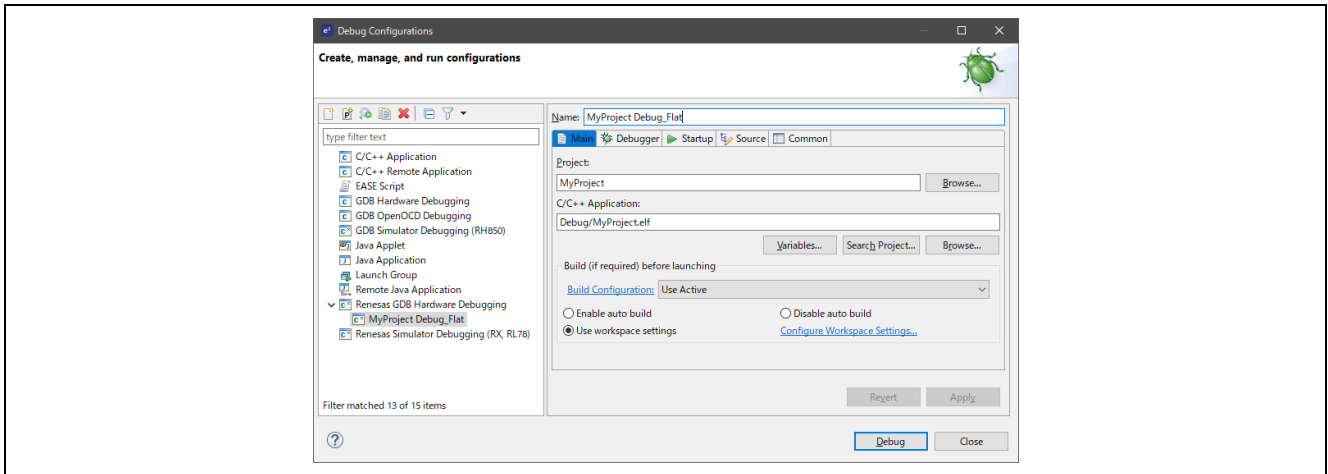 e² Debug Configurations
Create, manage, and run configurations
type filter text
C/C++ Application
C/C++ Remote Application
EASE Script
GDB Hardware Debugging
GDB OpenOCD Debugging
GDB Simulator Debugging (RH850)
Java Applet
Java Application
Launch Group
Remote Java Application
Renesas GDB Hardware Debugging
MyProject Debug_Flat
Renesas Simulator Debugging (RX, RL78)
Filter matched 13 of 15 items
Name: MyProject Debug_Flat
Main Debugger Startup Source Common
Project:
MyProject Browse...
C/C++ Application:
Debug/MyProject.elf
Variables... Search Project... Browse...
Build (if required) before launching
Build Configuration: Use Active
Enable auto build Disable auto build
Use workspace settings Configure Workspace Settings...
Revert Apply
? Debug Close